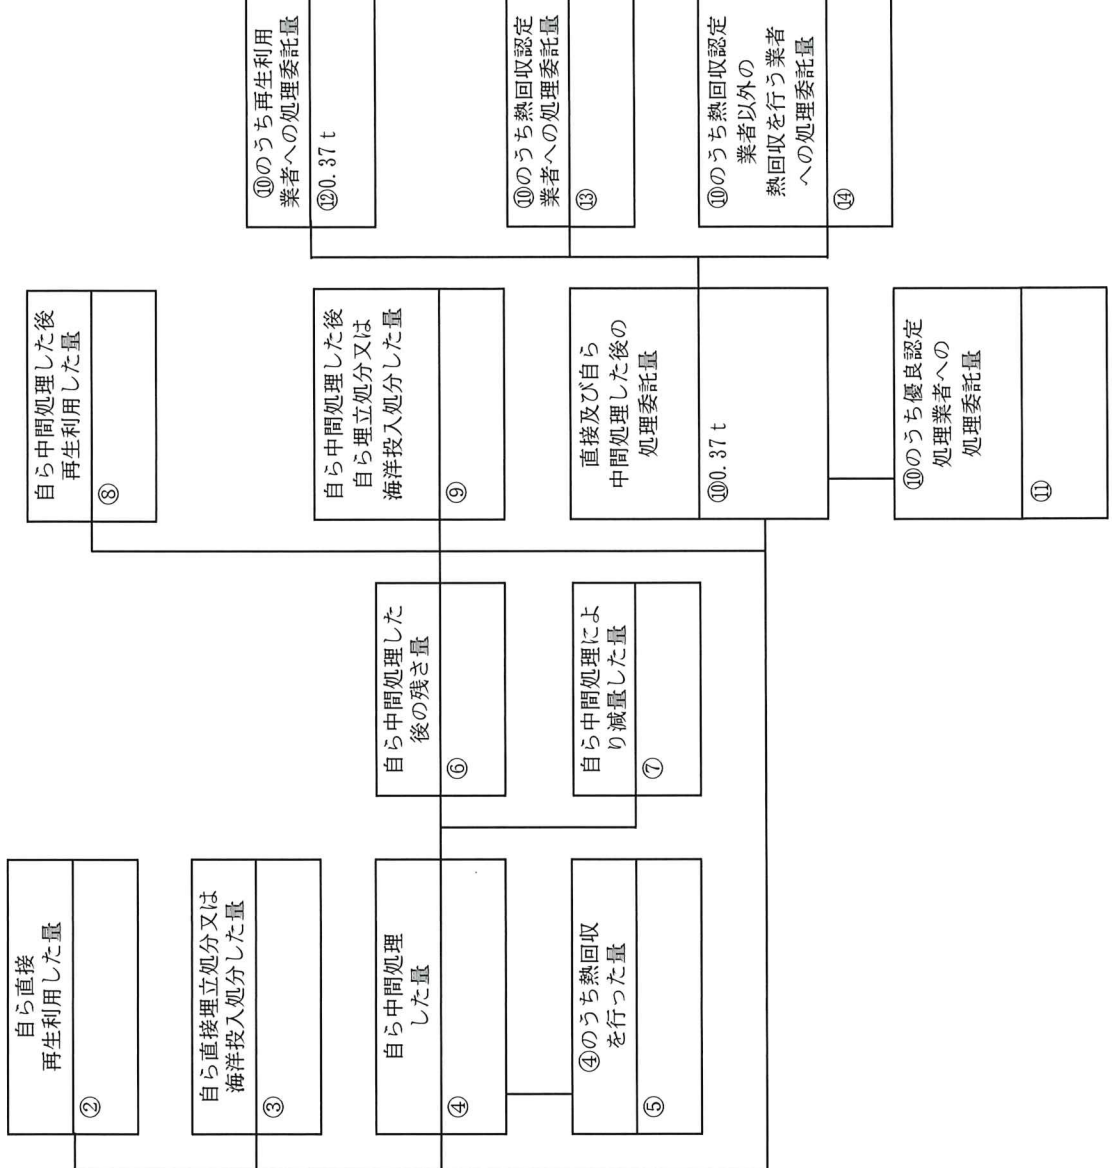 自ら直接
再生利用した量
②
自ら直接埋立処分又は
海洋投入処分した量
③
自ら中間処理
した量
④
④のうち熱回収
を行った量
⑤
自ら中間処理した
後の残さ量
⑥
自ら中間処理によ
り減量した量
⑦
自ら中間処理した後
再生利用した量
⑧
自ら中間処理した後
自ら埋立処分又は
海洋投入処分した量
⑨
直接及び自ら
中間処理した後の
処理委託量
⑩0.37ｔ
⑩のうち優良認定
処理業者への
処理委託量
⑪
⑩のうち再生利用
業者への処理委託量
⑫0.37ｔ
⑩のうち熱回収認定
業者への処理委託量
⑬
⑩のうち熱回収認定
業者以外の
熱回収を行う業者
への処理委託量
⑭